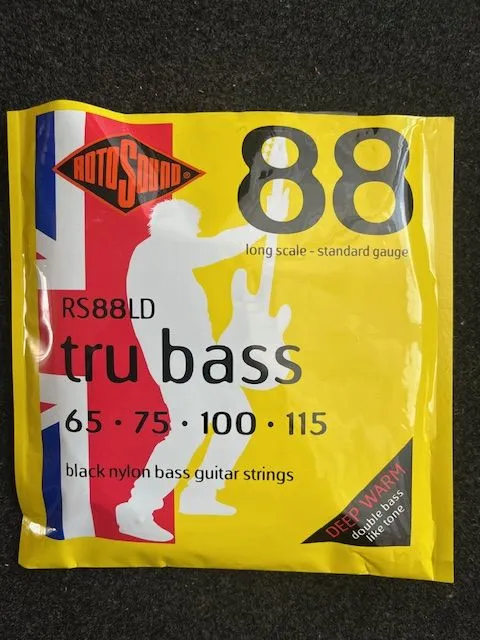 ROTOSOUND®
88
long scale - standard gauge
RS88LD
tru bass
65 · 75 · 100 · 115
black nylon bass guitar strings
DEEP WARM
double bass
like tone